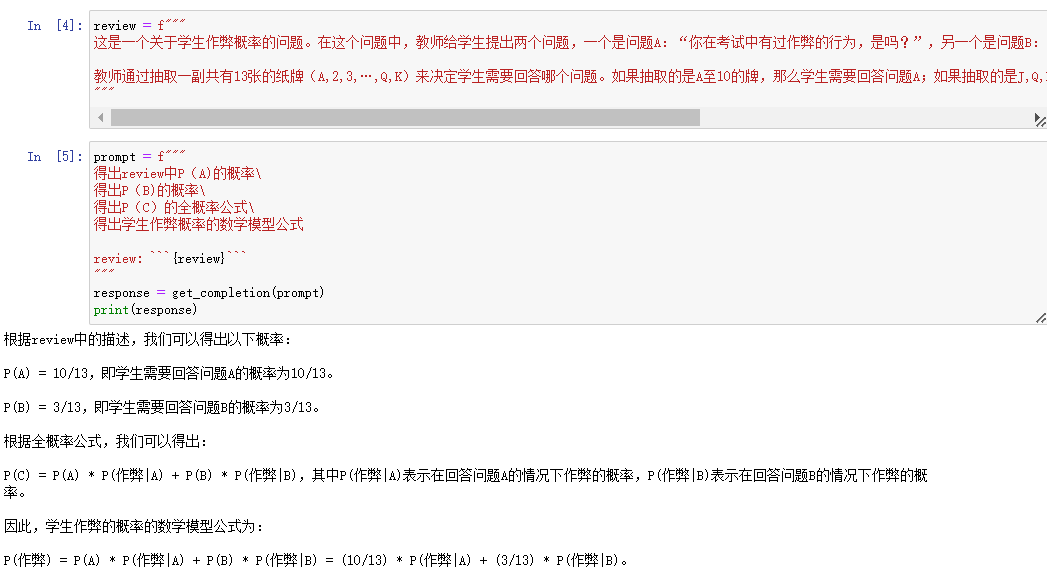 In [4]: review = f"""
这是一个关于学生作弊概率的问题。在这个问题中，教师给学生提出两个问题，一个是问题A：“你在考试中有过作弊的行为，是吗？”，另一个是问题B：
教师通过抽取一副共有13张的纸牌（A,2,3,…,Q,K）来决定学生需要回答哪个问题。如果抽取的是A至10的牌，那么学生需要回答问题A；如果抽取的是J,Q,
"""
In [5]: prompt = f"""
得出review中P（A)的概率\
得出P（B)的概率\
得出P（C）的全概率公式\
得出学生作弊概率的数学模型公式
review: ```{review}```
"""
response = get_completion(prompt)
print(response)
根据review中的描述，我们可以得出以下概率：
P(A) = 10/13，即学生需要回答问题A的概率为10/13。
P(B) = 3/13，即学生需要回答问题B的概率为3/13。
根据全概率公式，我们可以得出：
P(C) = P(A) * P(作弊|A) + P(B) * P(作弊|B)，其中P(作弊|A)表示在回答问题A的情况下作弊的概率，P(作弊|B)表示在回答问题B的情况下作弊的概
率。
因此，学生作弊的概率的数学模型公式为：
P(作弊) = P(A) * P(作弊|A) + P(B) * P(作弊|B) = (10/13) * P(作弊|A) + (3/13) * P(作弊|B)。